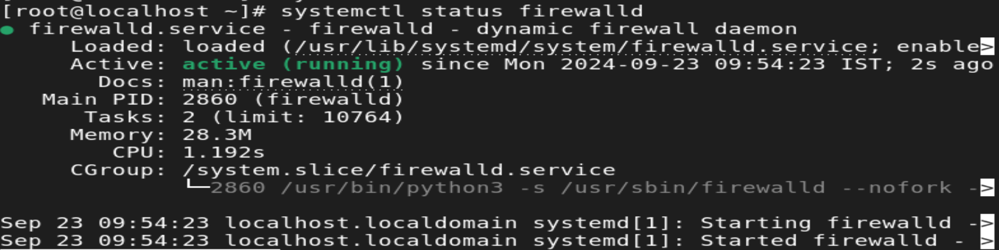 [root@localhost ~]# systemctl status firewalld
● firewalld.service - firewalld - dynamic firewall daemon
     Loaded: loaded (/usr/lib/systemd/system/firewalld.service; enable>
     Active: active (running) since Mon 2024-09-23 09:54:23 IST; 2s ago
       Docs: man:firewalld(1)
   Main PID: 2860 (firewalld)
      Tasks: 2 (limit: 10764)
     Memory: 28.3M
        CPU: 1.192s
     CGroup: /system.slice/firewalld.service
             └─2860 /usr/bin/python3 -s /usr/sbin/firewalld --nofork ->
Sep 23 09:54:23 localhost.localdomain systemd[1]: Starting firewalld ->
Sep 23 09:54:23 localhost.localdomain systemd[1]: Started firewalld - >